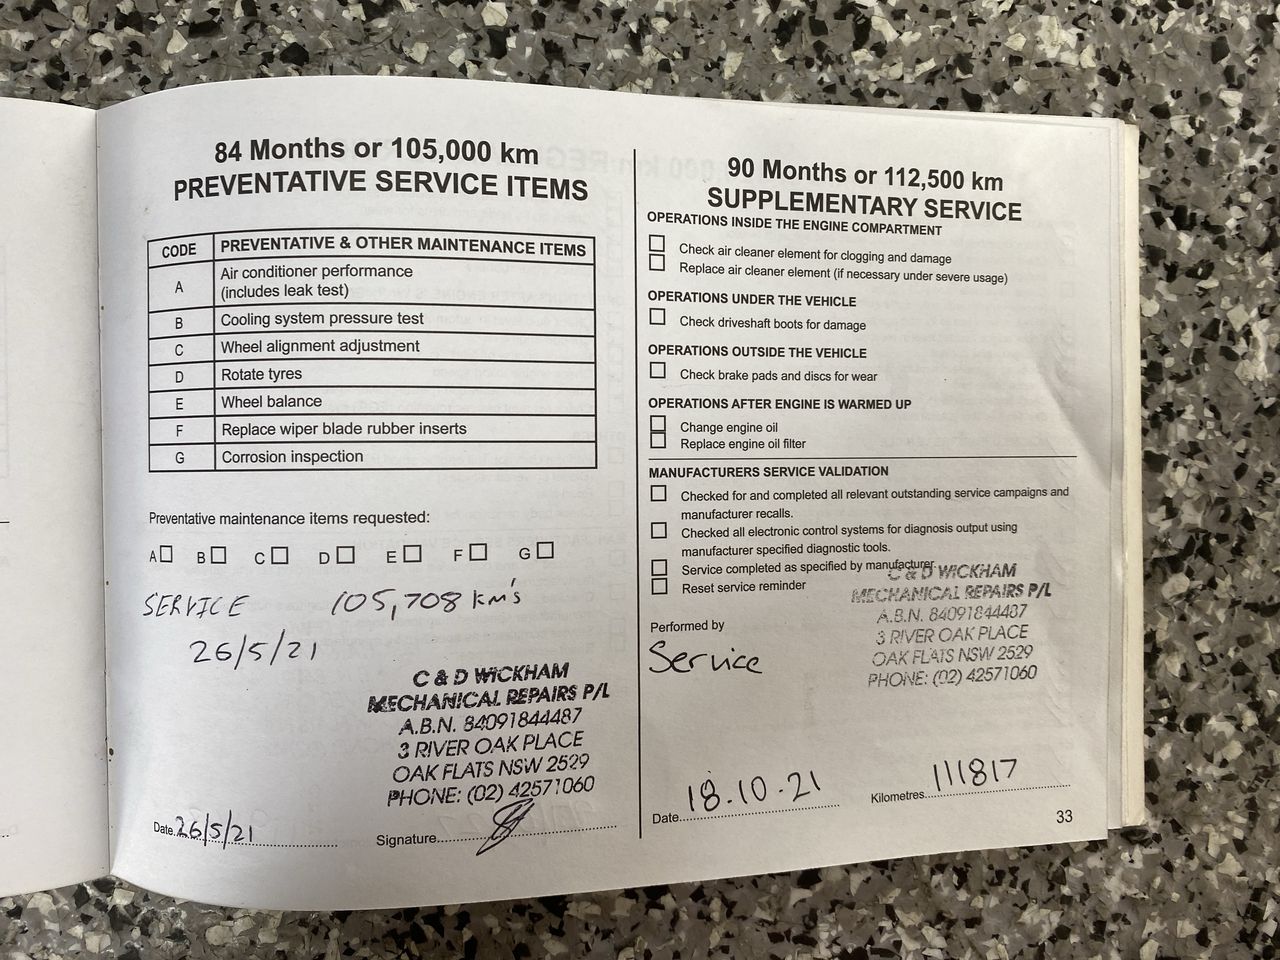 84 Months or 105,000 km
PREVENTATIVE SERVICE ITEMS
CODE PREVENTATIVE & OTHER MAINTENANCE ITEMS
A Air conditioner performance
(includes leak test)
B Cooling system pressure test
C Wheel alignment adjustment
D Rotate tyres
E Wheel balance
F Replace wiper blade rubber inserts
G Corrosion inspection
Preventative maintenance items requested:
A B C D E F G
SERVICE 105,708 km's
26/5/21
C & D WICKHAM
MECHANICAL REPAIRS P/L
A.B.N. 84091844487
3 RIVER OAK PLACE
OAK FLATS NSW 2529
PHONE: (02) 42571060
Date 26/5/21 Signature
90 Months or 112,500 km
SUPPLEMENTARY SERVICE
OPERATIONS INSIDE THE ENGINE COMPARTMENT
Check air cleaner element for clogging and damage
Replace air cleaner element (if necessary under severe usage)
OPERATIONS UNDER THE VEHICLE
Check driveshaft boots for damage
OPERATIONS OUTSIDE THE VEHICLE
Check brake pads and discs for wear
OPERATIONS AFTER ENGINE IS WARMED UP
Change engine oil
Replace engine oil filter
MANUFACTURERS SERVICE VALIDATION
Checked for and completed all relevant outstanding service campaigns and
manufacturer recalls.
Checked all electronic control systems for diagnosis output using
manufacturer specified diagnostic tools.
Service completed as specified by manufacturer.
Reset service reminder
C & D WICKHAM
MECHANICAL REPAIRS P/L
A.B.N. 84091844487
3 RIVER OAK PLACE
OAK FLATS NSW 2529
PHONE: (02) 42571060
Performed by
Service
Date 18.10.21 Kilometres 111817
33